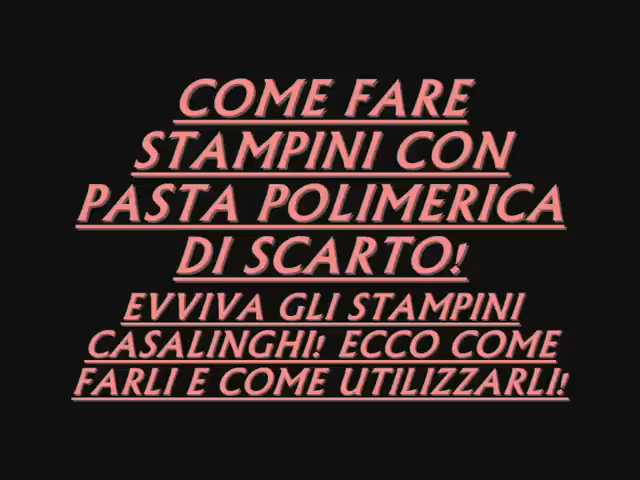 COME FARE
STAMPINI CON
PASTA POLIMERICA
DI SCARTO!
EVVIVA GLI STAMPINI
CASALINGHI! ECCO COME
FARLI E COME UTILIZZARLI!